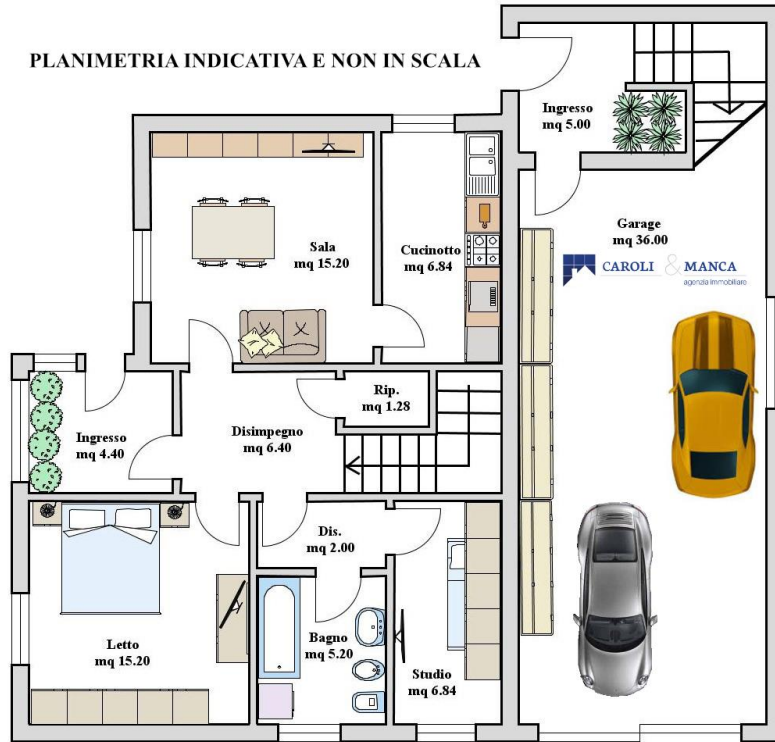 PLANIMETRIA INDICATIVA E NON IN SCALA
Ingresso
mq 5.00
Garage
mq 36.00
CAROLI & MANCA
agenzia immobiliare
Sala
mq 15.20
Cucinotto
mq 6.84
Rip.
mq 1.28
Ingresso
mq 4.40
Disimpegno
mq 6.40
Dis.
mq 2.00
Letto
mq 15.20
Bagno
mq 5.20
Studio
mq 6.84